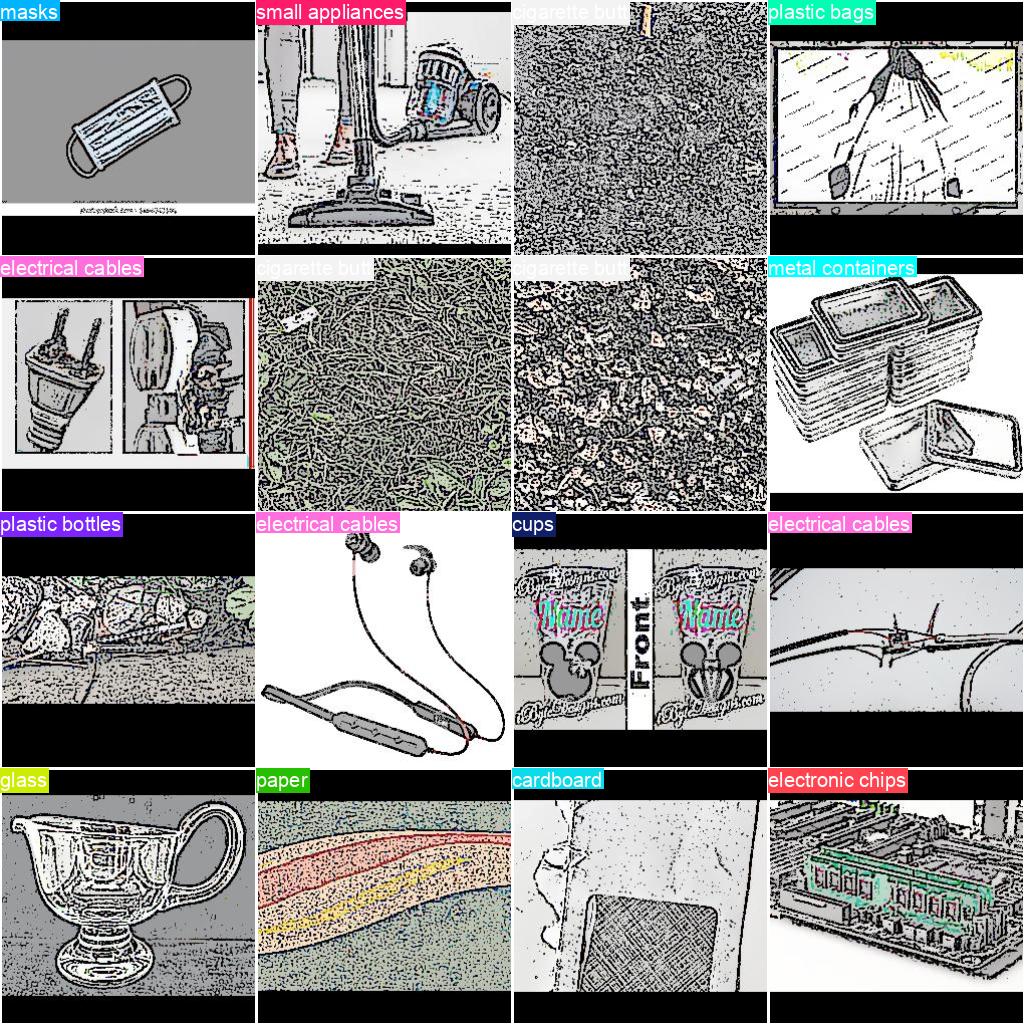 masks
small appliances
cigarette butt
plastic bags
electrical cables
cigarette butt
cigarette butt
metal containers
plastic bottles
electrical cables
cups
electrical cables
Name
Front
Name
glass
paper
cardboard
electronic chips